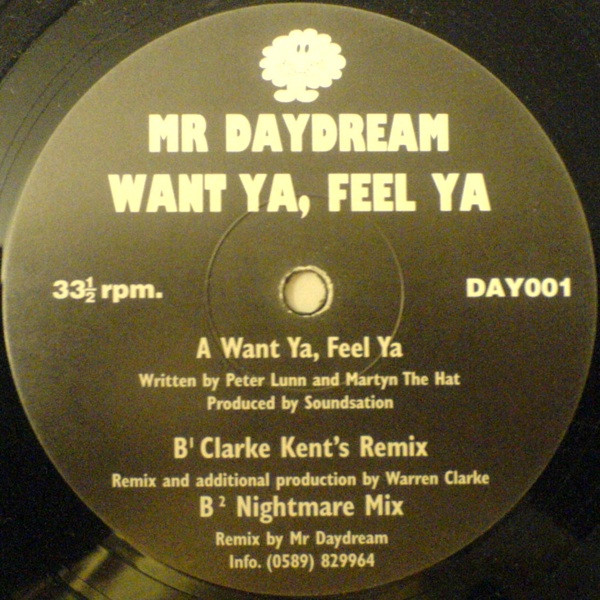 MR DAYDREAM
WANT YA, FEEL YA
33½ rpm.
DAY001
A Want Ya, Feel Ya
Written by Peter Lunn and Martyn The Hat
Produced by Soundsation
B¹ Clarke Kent's Remix
Remix and additional production by Warren Clarke
B² Nightmare Mix
Remix by Mr Daydream
Info. (0589) 829964